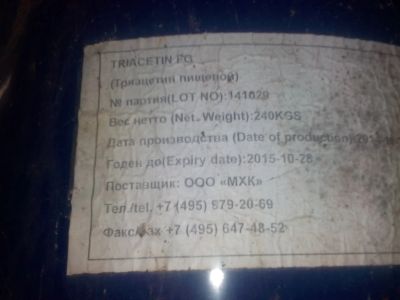 TRIACETIN FG
(Триацетин пищевой)
№ партия(LOT NO):141029
Вес нетто (Net. Weight):240KGS
Дата производства (Date of production):
Годен до(Expiry date):2015-10-28
Поставщик: ООО «МХК»
Тел./tel. +7 (495) 979-20-69
Факс/fax +7 (495) 647-48-52